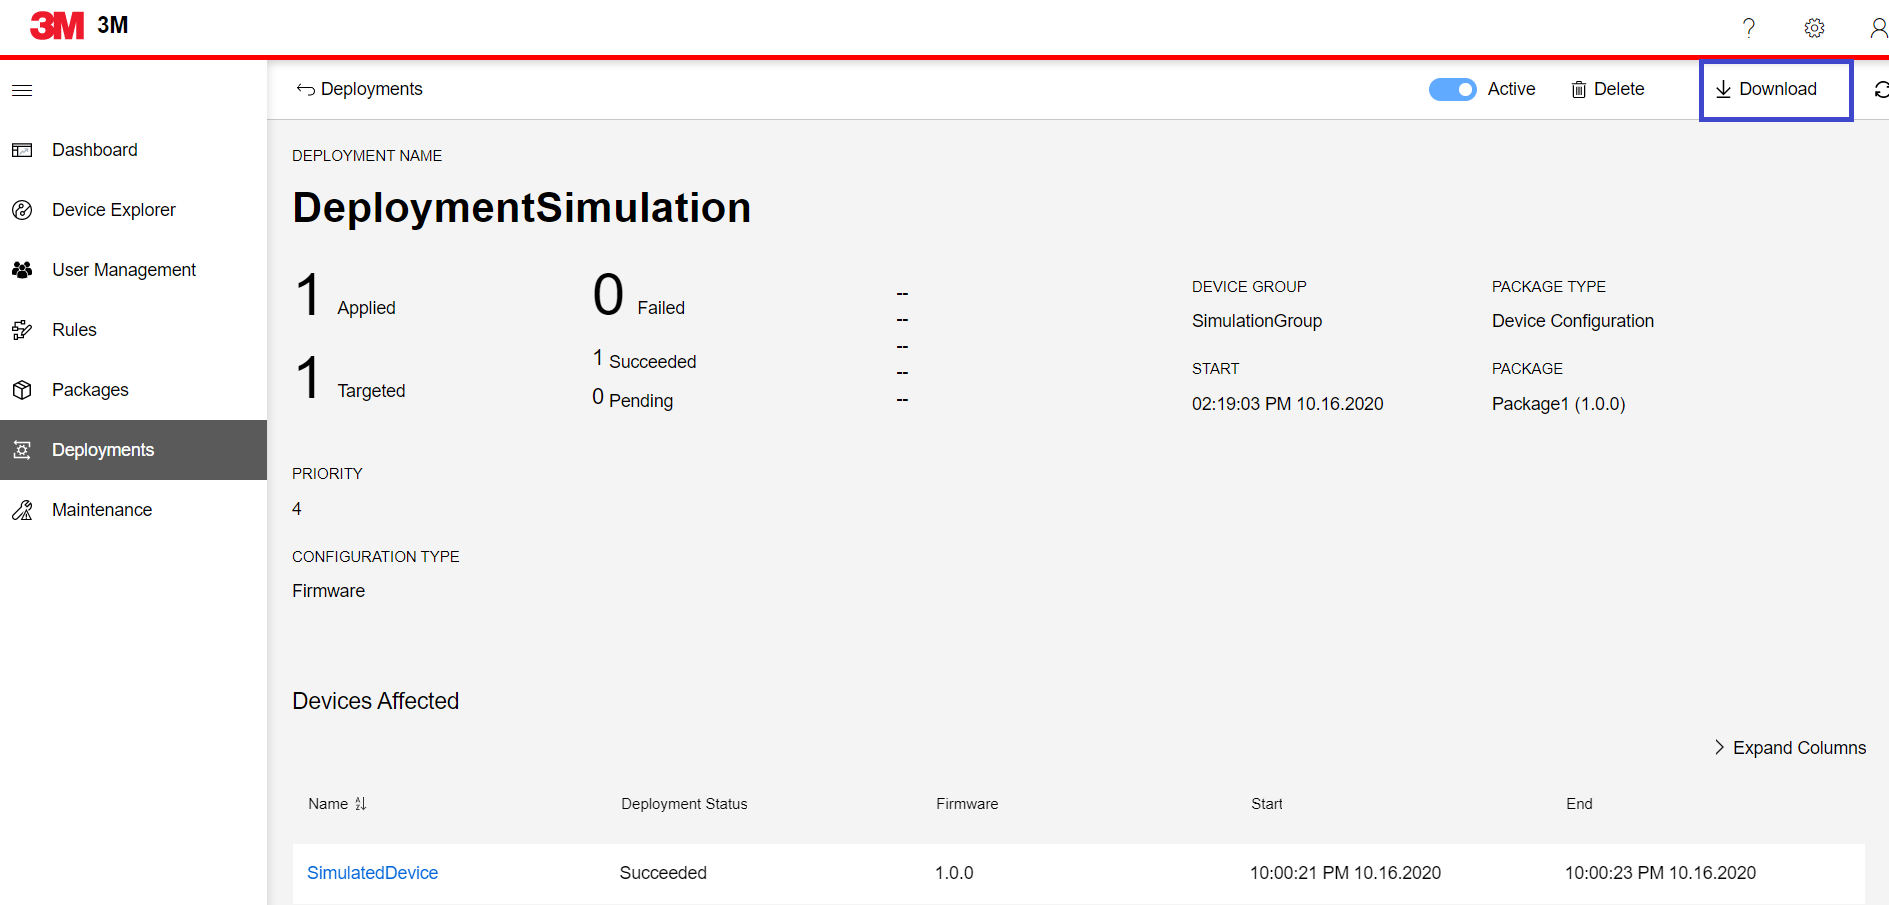 3M 3M
?
Deployments Active Delete Download
Dashboard
Device Explorer
User Management
Rules
Packages
Deployments
Maintenance
DEPLOYMENT NAME
DeploymentSimulation
1 Applied
1 Targeted
0 Failed
1 Succeeded
0 Pending
--
--
--
--
--
DEVICE GROUP
SimulationGroup
PACKAGE TYPE
Device Configuration
START
02:19:03 PM 10.16.2020
PACKAGE
Package1 (1.0.0)
PRIORITY
4
CONFIGURATION TYPE
Firmware
Devices Affected
Expand Columns
Name Deployment Status Firmware Start End
SimulatedDevice Succeeded 1.0.0 10:00:21 PM 10.16.2020 10:00:23 PM 10.16.2020